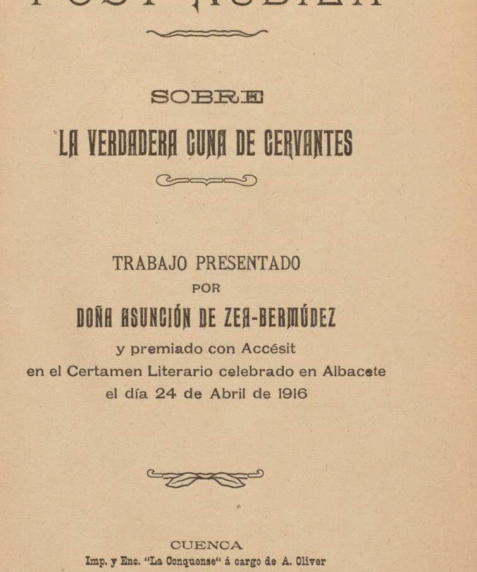 POST NUBILA
SOBRE
LA VERDADERA CUNA DE CERVANTES
TRABAJO PRESENTADO
POR
DOÑA ASUNCIÓN DE ZEA-BERMÚDEZ
y premiado con Accésit
en el Certamen Literario celebrado en Albacete
el día 24 de Abril de 1916
CUENCA
Imp. y Enc. "La Conquense" á cargo de A. Oliver